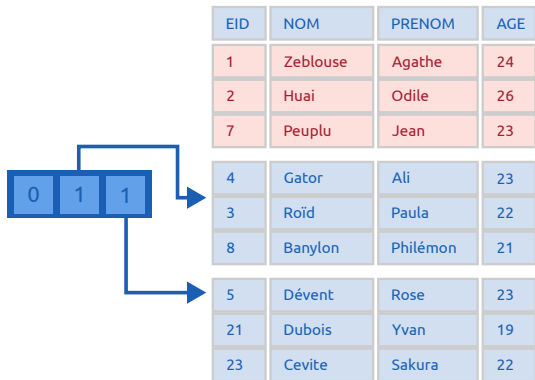 EID NOM PRENOM AGE
1 Zeblouse Agathe 24
2 Huai Odile 26
7 Peuplu Jean 23
0 1 1
4 Gator Ali 23
3 Roïd Paula 22
8 Banylon Philémon 21
5 Dévent Rose 23
21 Dubois Yvan 19
23 Cevite Sakura 22